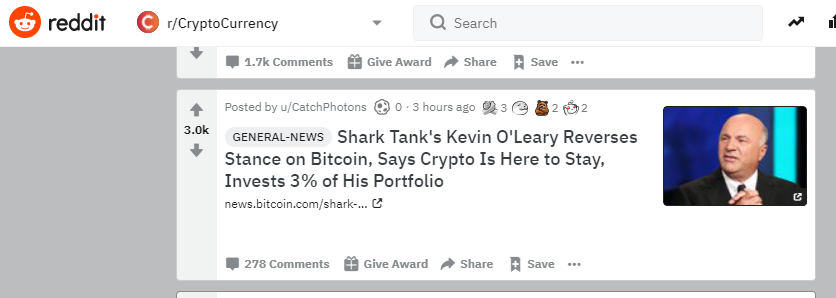 reddit r/CryptoCurrency Search
1.7k Comments Give Award Share Save ...
Posted by u/CatchPhotons 0 · 3 hours ago 3 2 2
3.0k
GENERAL-NEWS Shark Tank's Kevin O'Leary Reverses
Stance on Bitcoin, Says Crypto Is Here to Stay,
Invests 3% of His Portfolio
news.bitcoin.com/shark-...
278 Comments Give Award Share Save ...